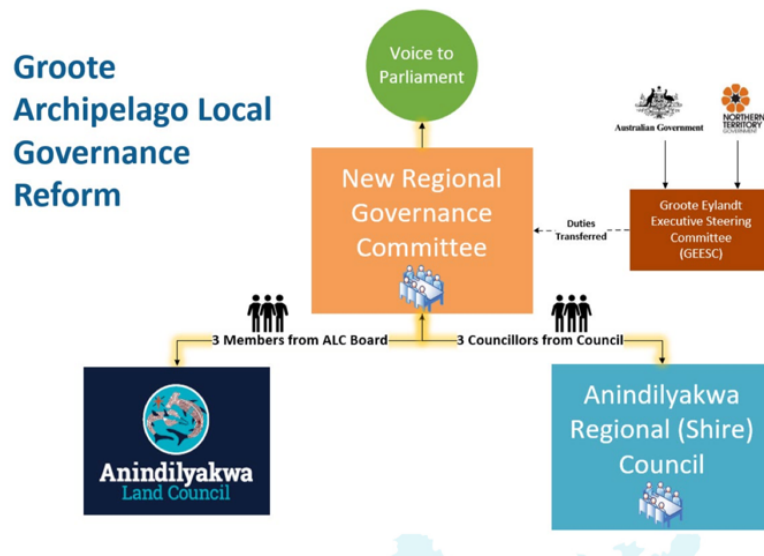 Groote
Archipelago Local
Governance
Reform
Voice to
Parliament
Australian Government
NORTHERN
TERRITORY
GOVERNMENT
New Regional
Governance
Committee
Duties
Transferred
Groote Eylandt
Executive Steering
Committee
(GEESC)
3 Members from ALC Board
3 Councillors from Council
Anindilyakwa
Land Council
Anindilyakwa
Regional (Shire)
Council